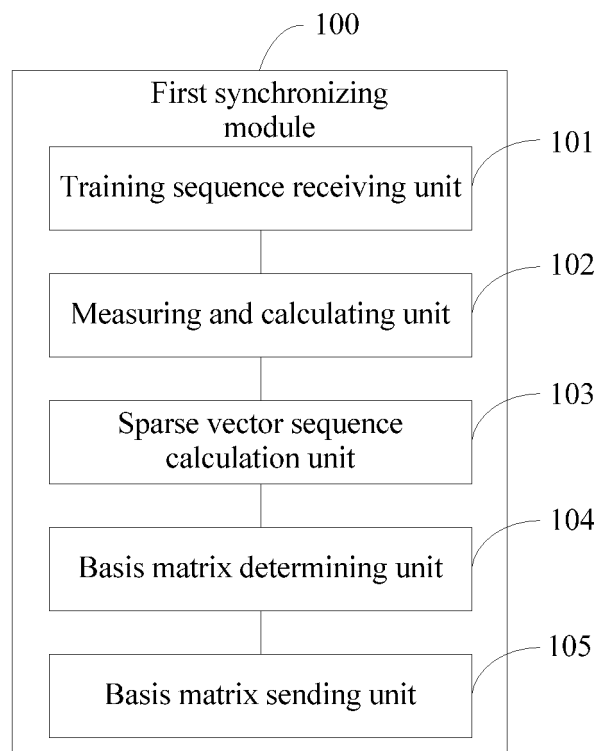 100
First synchronizing
module
101
Training sequence receiving unit
102
Measuring and calculating unit
103
Sparse vector sequence
calculation unit
104
Basis matrix determining unit
105
Basis matrix sending unit